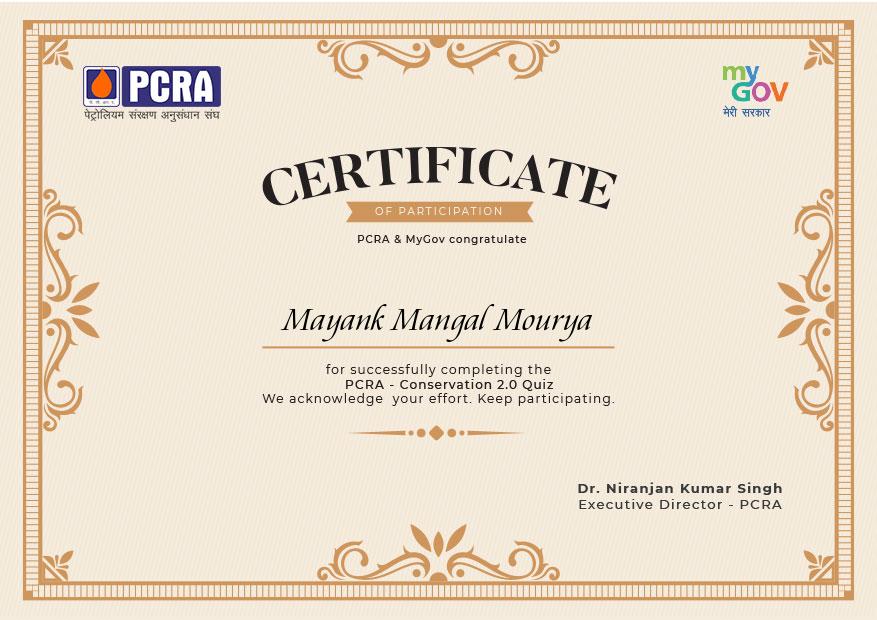 PCRA
पेट्रोलियम संरक्षण अनुसंधान संघ
my
GOV
मेरी सरकार
CERTIFICATE
OF PARTICIPATION
PCRA & MyGov congratulate
Mayank Mangal Mourya
for successfully completing the
PCRA - Conservation 2.0 Quiz
We acknowledge your effort. Keep participating.
Dr. Niranjan Kumar Singh
Executive Director - PCRA